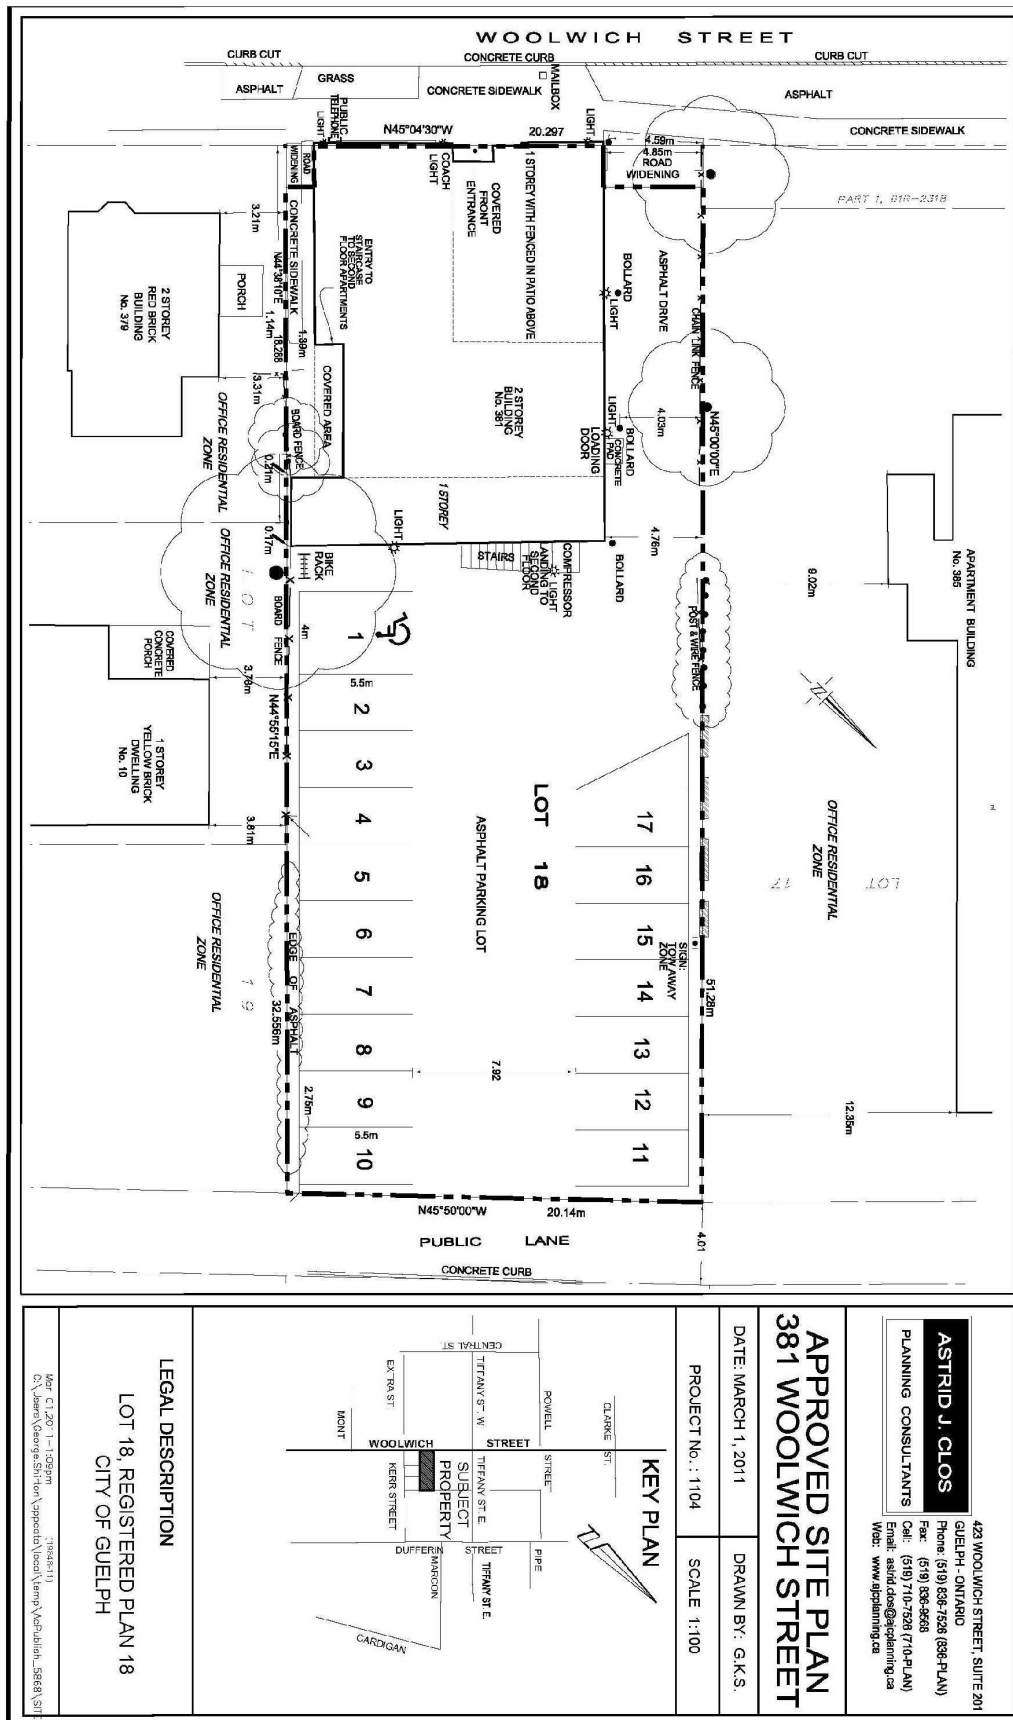 WOOLWICH STREET
CURB CUT
CONCRETE CURB
CURB CUT
GRASS
MAILBOX
ASPHALT
CONCRETE SIDEWALK
ASPHALT
PUBLIC
TELEPHONE
LIGHT
N45°04'30"W
20.297
LIGHT
4.59m
4.85m
CONCRETE SIDEWALK
ROAD
WIDENING
COACH
LIGHT
ROAD
WIDENING
PART 1, 61R-2318
3.21m
CONCRETE SIDEWALK
COVERED
FRONT
ENTRANCE
1 STOREY WITH FENCED IN PATIO ABOVE
ENTRY TO
STAIRCASE
TO SECOND
FLOOR APARTMENTS
BOLLARD
LIGHT
ASPHALT DRIVE
CHAIN LINK FENCE
PORCH
1.14m
18.288
1.39m
2 STOREY
RED BRICK
BUILDING
No. 379
3.31m
COVERED AREA
2 STOREY
BUILDING
No. 381
4.03m
N45°00'00"E
LIGHT
BOLLARD
LOADING
DOOR
CONCRETE
PAD
BOARD FENCE
OFFICE RESIDENTIAL
ZONE
0.21m
1 STOREY
0.17m
LIGHT
4.76m
OFFICE RESIDENTIAL
ZONE
BIKE
RACK
STAIRS
COMPRESSOR
LIGHT
LANDING TO
SECOND
FLOOR
BOLLARD
9.02m
APARTMENT BUILDING
No. 385
LOT
BOARD FENCE
4m
1
POST & WIRE FENCE
COVERED
CONCRETE
PORCH
3.78m
5.5m
N44°55'15"E
2
1 STOREY
YELLOW BRICK
DWELLING
No. 10
3
3.81m
4
LOT 18
17
ASPHALT PARKING LOT
OFFICE RESIDENTIAL
ZONE
LOT 17
5
16
OFFICE RESIDENTIAL
ZONE
19
6
15
SIGN:
TOW AWAY
ZONE
EDGE OF ASPHALT
32.556m
7
14
51.28m
8
7.92
13
2.75m
9
12
12.35m
5.5m
10
11
N45°50'00"W
20.14m
4.01
PUBLIC LANE
CONCRETE CURB
ASTRID J. CLOS
PLANNING CONSULTANTS
423 WOOLWICH STREET, SUITE 201
GUELPH - ONTARIO
Phone: (519) 836-7526 (836-PLAN)
Fax: (519) 836-9568
Cell: (519) 710-7526 (710-PLAN)
Email: astrid.clos@ajcplanning.ca
Web: www.ajcplanning.ca
APPROVED SITE PLAN
381 WOOLWICH STREET
DATE: MARCH 1, 2011
DRAWN BY: G.K.S.
PROJECT No. : 1104
SCALE 1:100
KEY PLAN
CENTRAL ST.
EXTRA ST
TIFFANY ST. W
POWELL
CLARKE ST.
MONT
WOOLWICH STREET
KERR STREET
SUBJECT
PROPERTY
TIFFANY ST. E.
STREET
DUFFERIN STREET
MARCON
TIFFANY ST. E.
PIPE
CARDIGAN
LEGAL DESCRIPTION
LOT 18, REGISTERED PLAN 18
CITY OF GUELPH